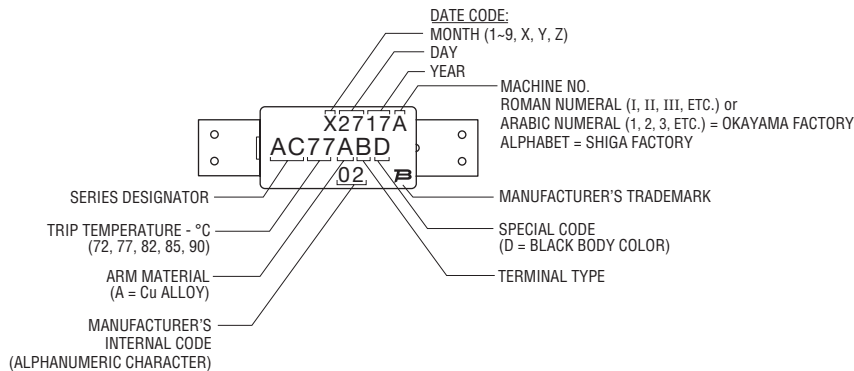 DATE CODE:
MONTH (1~9, X, Y, Z)
DAY
YEAR
MACHINE NO.
ROMAN NUMERAL (I, II, III, ETC.) or
ARABIC NUMERAL (1, 2, 3, ETC.) = OKAYAMA FACTORY
ALPHABET = SHIGA FACTORY
X2717A
AC77ABD
02
B
SERIES DESIGNATOR
MANUFACTURER'S TRADEMARK
TRIP TEMPERATURE - °C
(72, 77, 82, 85, 90)
SPECIAL CODE
(D = BLACK BODY COLOR)
ARM MATERIAL
(A = Cu ALLOY)
TERMINAL TYPE
MANUFACTURER'S
INTERNAL CODE
(ALPHANUMERIC CHARACTER)